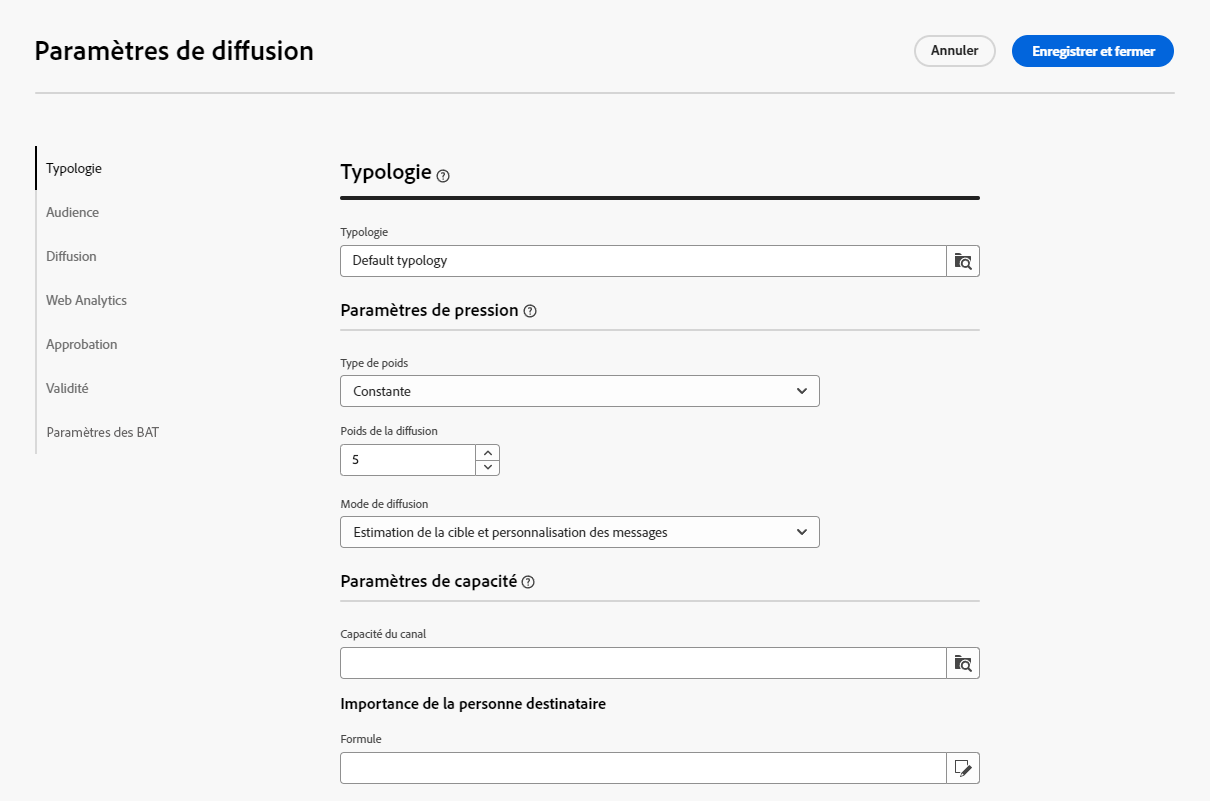 Paramètres de diffusion
Annuler
Enregistrer et fermer
Typologie
Audience
Diffusion
Web Analytics
Approbation
Validité
Paramètres des BAT
Typologie
Typologie
Default typology
Paramètres de pression
Type de poids
Constante
Poids de la diffusion
5
Mode de diffusion
Estimation de la cible et personnalisation des messages
Paramètres de capacité
Capacité du canal
Importance de la personne destinataire
Formule